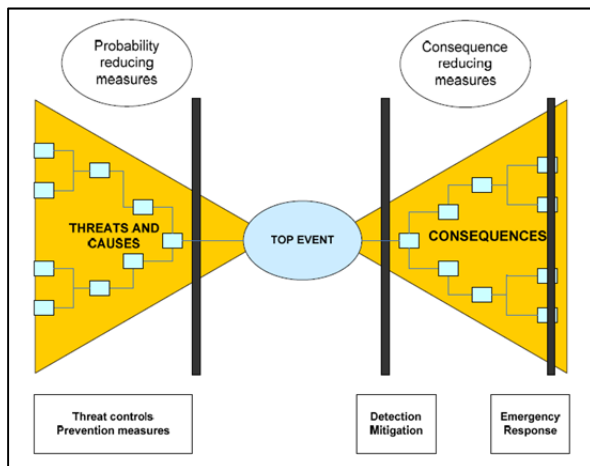 Probability
reducing
measures
Consequence
reducing
measures
THREATS AND
CAUSES
TOP EVENT
CONSEQUENCES
Threat controls
Prevention measures
Detection
Mitigation
Emergency
Response